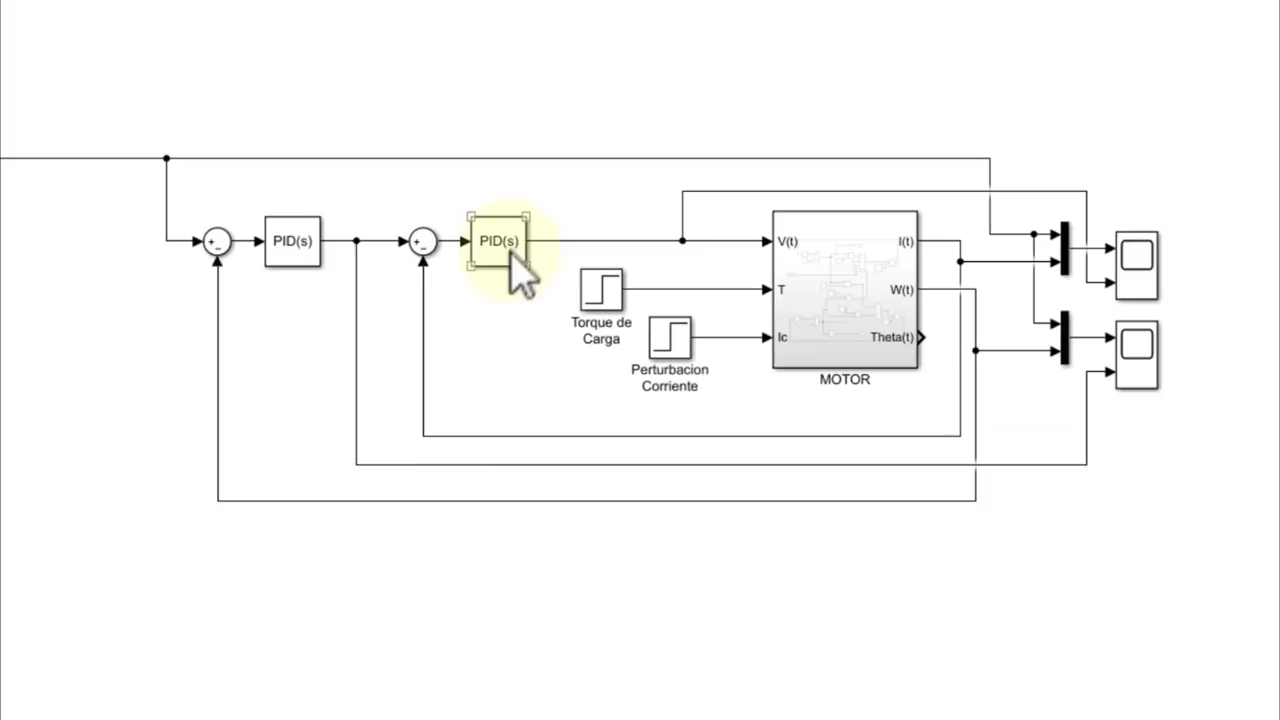 +
_
PID(s)
+
_
PID(s)
V(t)
T
Ic
I(t)
W(t)
Theta(t)
MOTOR
Torque de
Carga
Perturbacion
Corriente